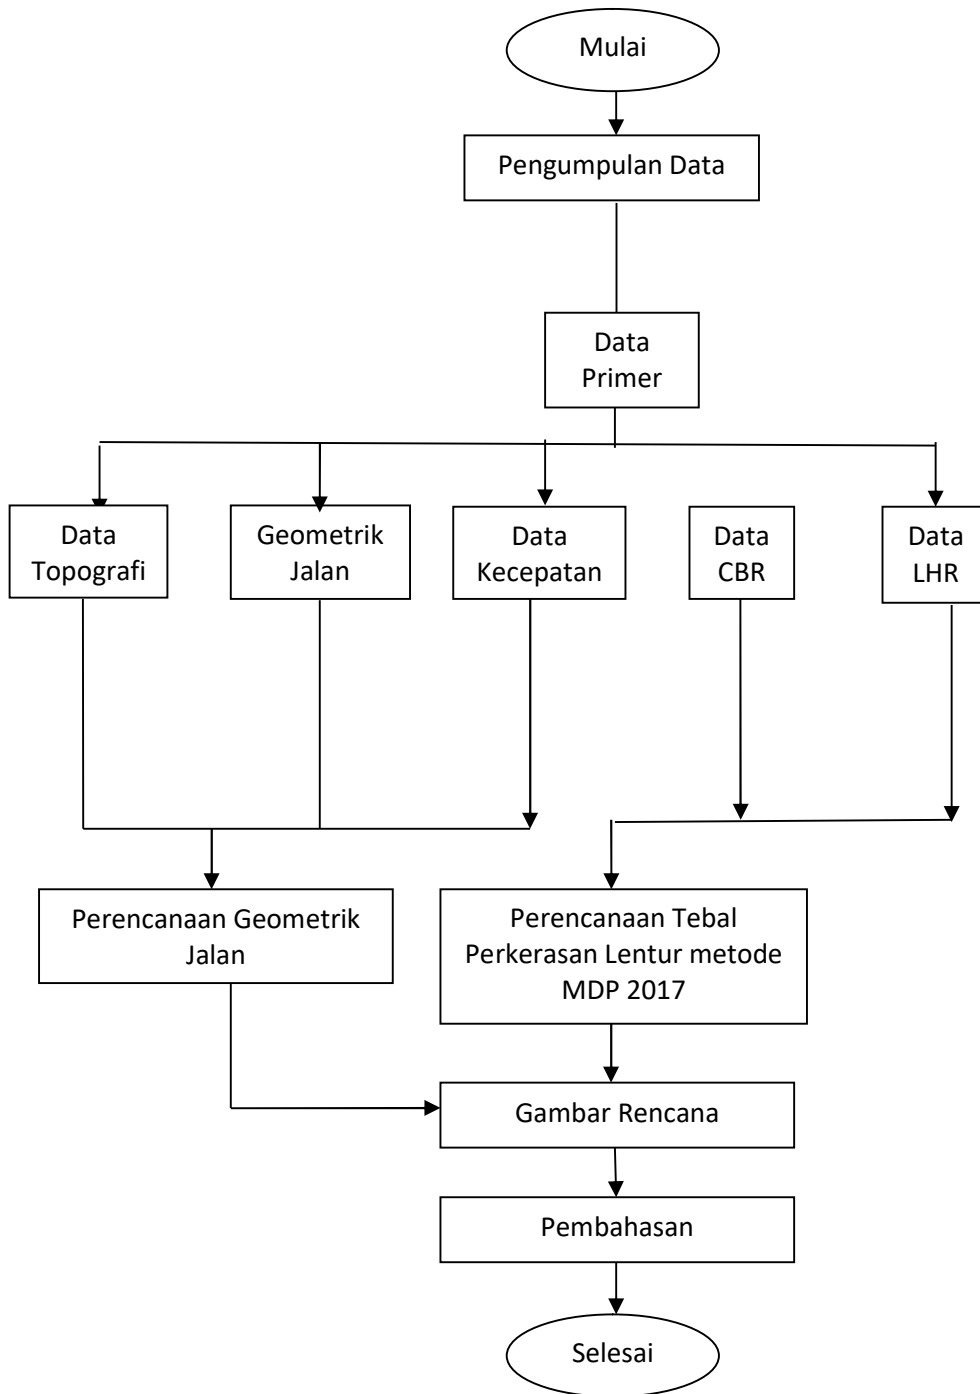 Mulai
Pengumpulan Data
Data
Primer
Data
Topografi
Geometrik
Jalan
Data
Kecepatan
Data
CBR
Data
LHR
Perencanaan Geometrik
Jalan
Perencanaan Tebal
Perkerasan Lentur metode
MDP 2017
Gambar Rencana
Pembahasan
Selesai